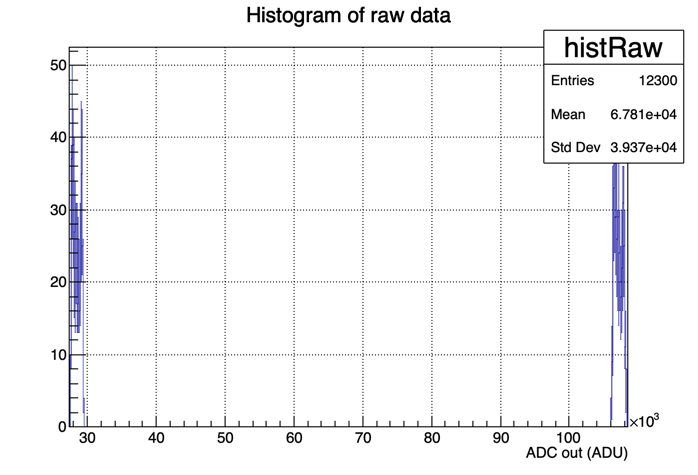 Histogram of raw data
histRaw
Entries 12300
Mean 6.781e+04
Std Dev 3.937e+04
50
40
30
20
10
0
30 40 50 60 70 80 90 100 ×10³
ADC out (ADU)